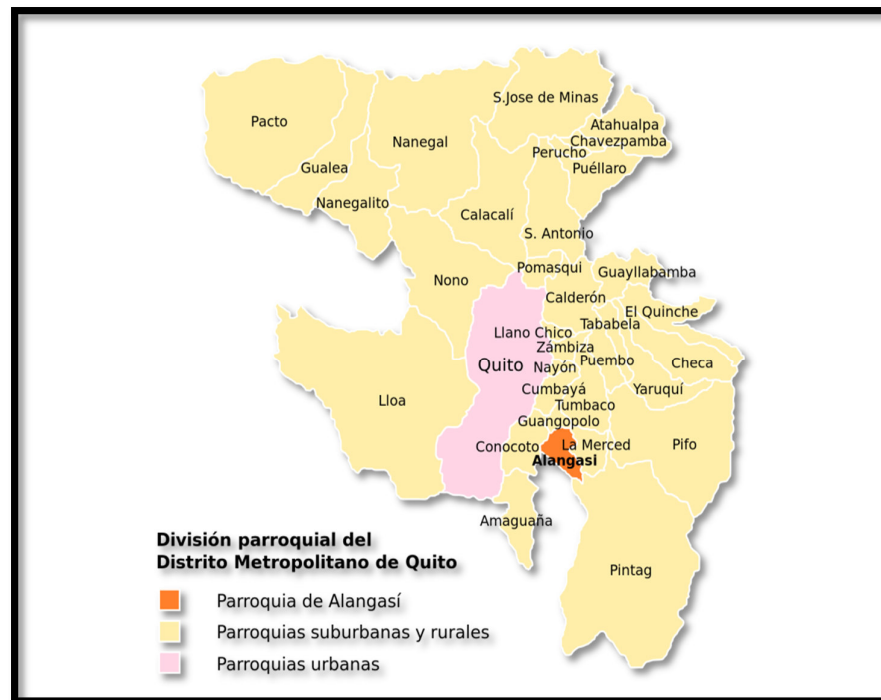 S.Jose de Minas
Pacto
Atahualpa
Nanegal
Chavezpamba
Perucho
Gualea
Puéllaro
Nanegalito
Calacalí
S. Antonio
Pomasqui
Guayllabamba
Nono
Calderón
El Quinche
Tababela
Llano Chico
Zámbiza
Puembo
Checa
Quito
Nayón
Cumbayá
Yaruquí
Lloa
Tumbaco
Guangopolo
Conocoto
La Merced
Pifo
Alangasi
Amaguaña
Pintag
División parroquial del
Distrito Metropolitano de Quito
Parroquia de Alangasí
Parroquias suburbanas y rurales
Parroquias urbanas